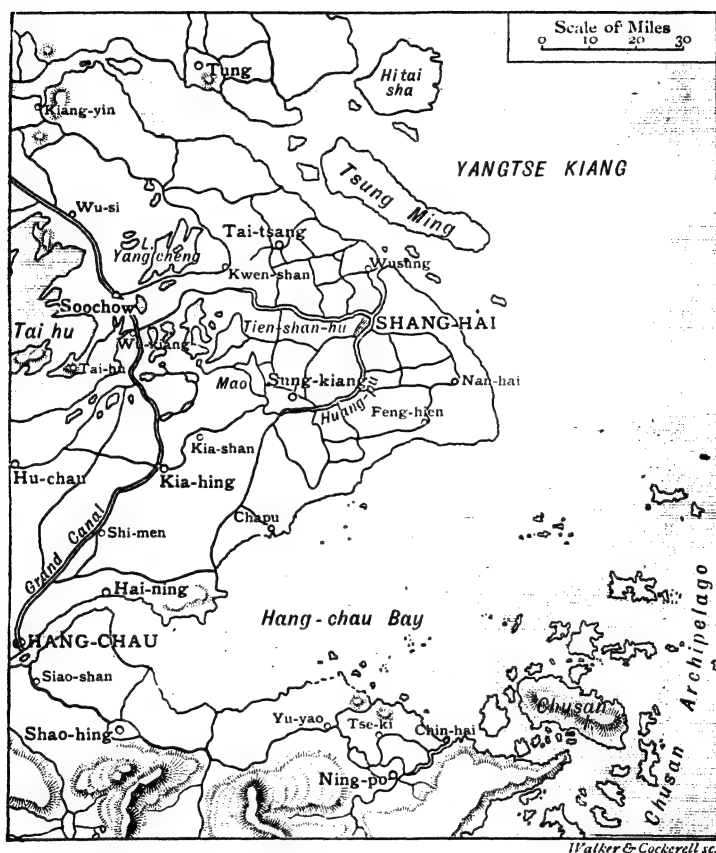 Scale of Miles
0 10 20 30
Tung
Hitai
sha
Kiang-yin
YANGTSE KIANG
Tsung Ming
Wu-si
Tai-tsang
L.
Yang cheng
Kwen-shan
Wusung
Soochow
Tai hu
Tien-shan-hu
SHANG-HAI
Wu-kiang
Tai-hu
Mao
Sung-kiang
Nan-hai
Huang-pu
Feng-hien
Kia-shan
Hu-chau
Kia-hing
Chapu
Grand Canal
Shi-men
Hai-ning
Hang-chau Bay
HANG-CHAU
Siao-shan
Chusan Archipelago
Chusan
Shao-hing
Yu-yao
Tse-ki
Chin-hai
Ning-po
Walker & Cockerell sc.